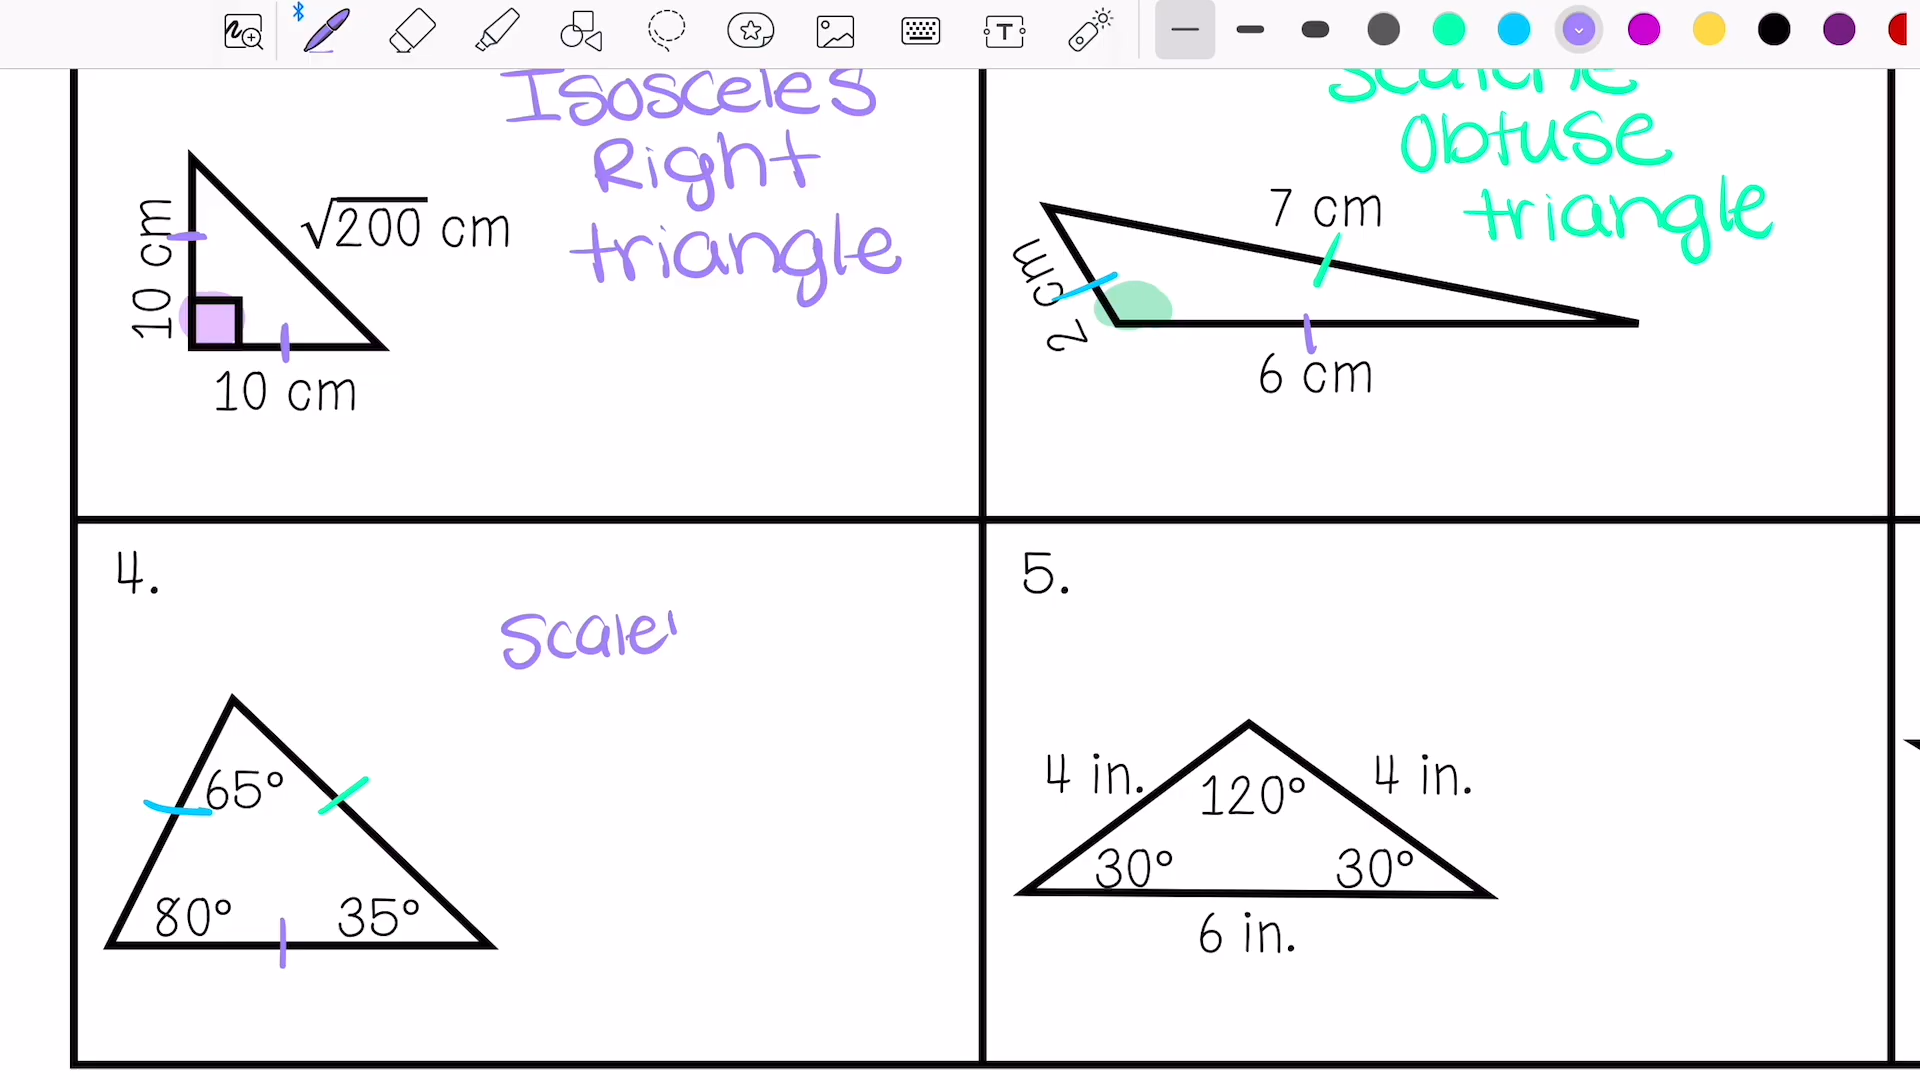 Isosceles
Right
triangle
10 cm
√200 cm
10 cm
scalene
obtuse
triangle
7 cm
2 cm
6 cm
4.
Scale
65°
80°
35°
5.
4 in.
4 in.
120°
30°
30°
6 in.